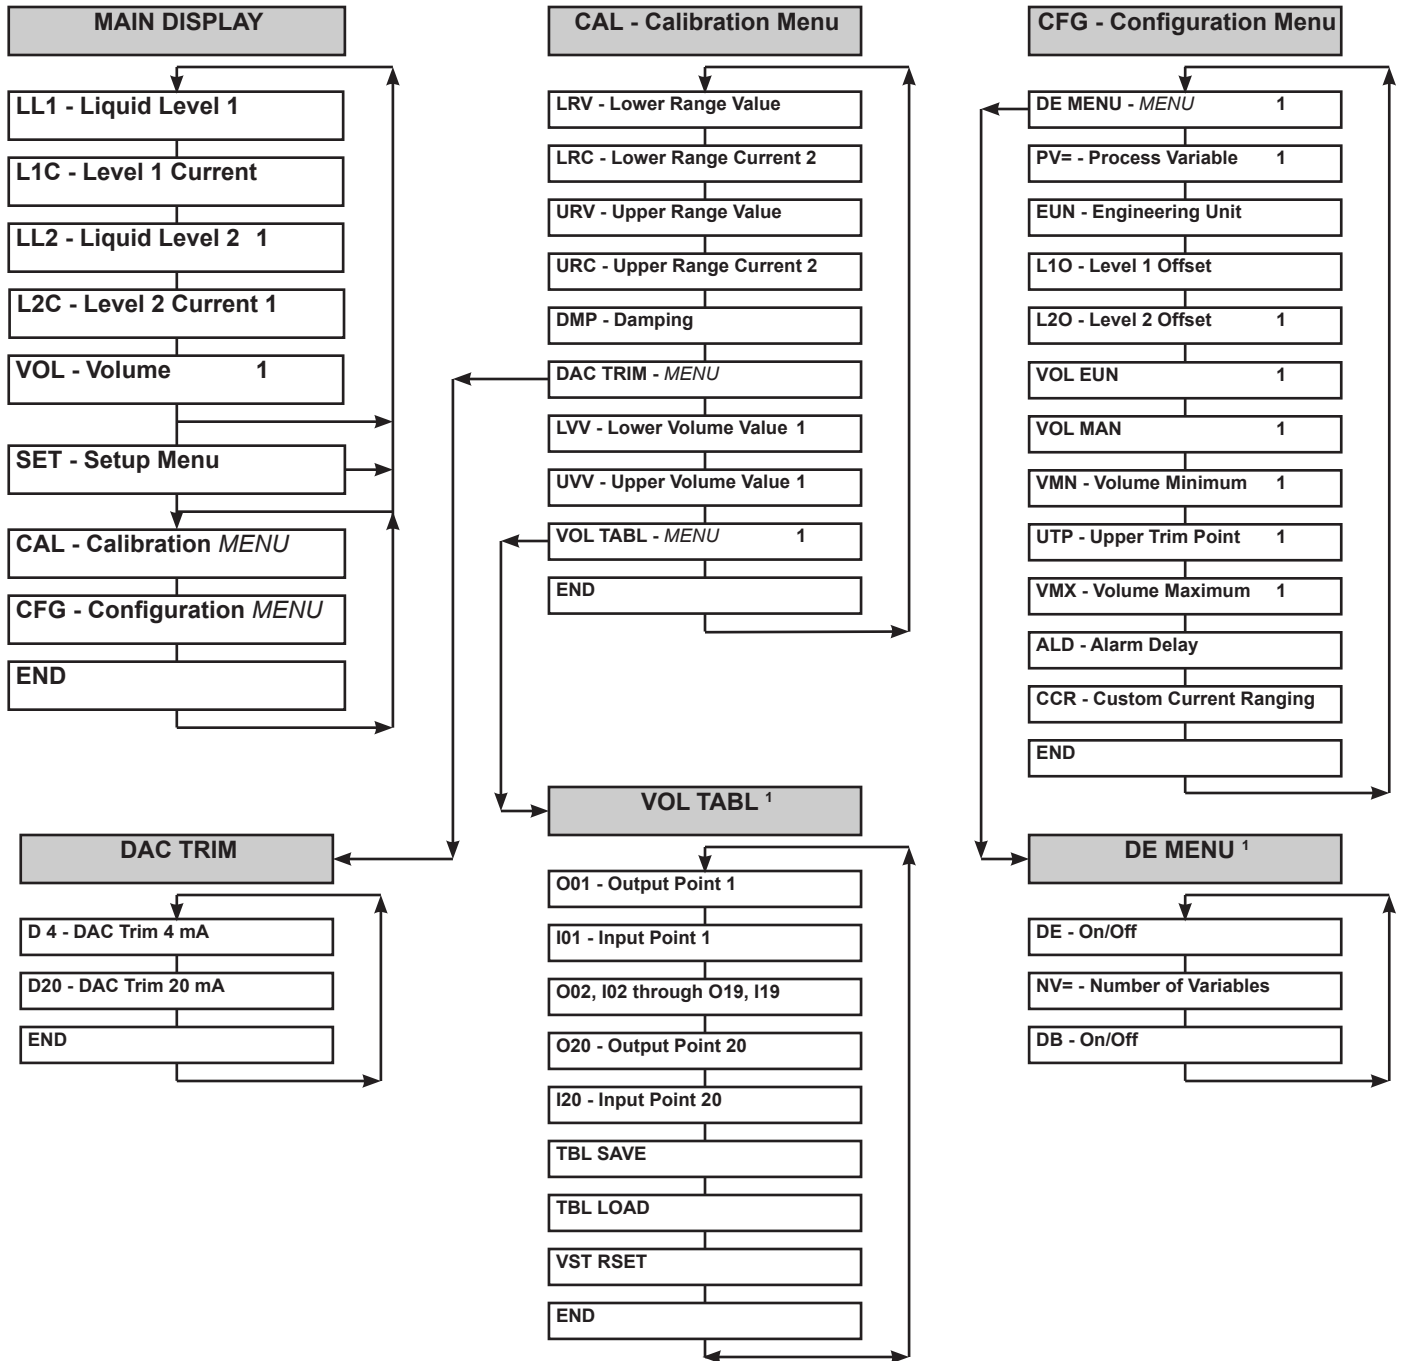 MAIN DISPLAY
LL1 - Liquid Level 1
L1C - Level 1 Current
LL2 - Liquid Level 2 1
L2C - Level 2 Current 1
VOL - Volume 1
SET - Setup Menu
CAL - Calibration MENU
CFG - Configuration MENU
END
CAL - Calibration Menu
LRV - Lower Range Value
LRC - Lower Range Current 2
URV - Upper Range Value
URC - Upper Range Current 2
DMP - Damping
DAC TRIM - MENU
LVV - Lower Volume Value 1
UVV - Upper Volume Value 1
VOL TABL - MENU 1
END
CFG - Configuration Menu
DE MENU - MENU 1
PV= - Process Variable 1
EUN - Engineering Unit
L1O - Level 1 Offset
L2O - Level 2 Offset 1
VOL EUN 1
VOL MAN 1
VMN - Volume Minimum 1
UTP - Upper Trim Point 1
VMX - Volume Maximum 1
ALD - Alarm Delay
CCR - Custom Current Ranging
END
DAC TRIM
D 4 - DAC Trim 4 mA
D20 - DAC Trim 20 mA
END
VOL TABL ¹
O01 - Output Point 1
I01 - Input Point 1
O02, I02 through O19, I19
O20 - Output Point 20
I20 - Input Point 20
TBL SAVE
TBL LOAD
VST RSET
END
DE MENU ¹
DE - On/Off
NV= - Number of Variables
DB - On/Off